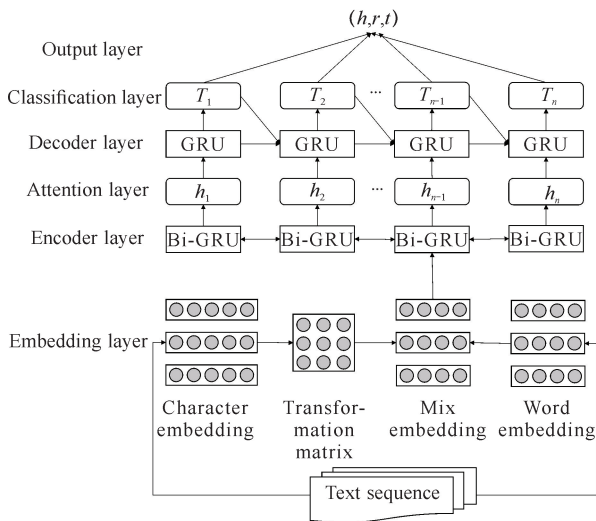 (h,r,t)
Output layer
Classification layer T1 T2 ··· Tn-1 Tn
Decoder layer GRU GRU GRU GRU
Attention layer h1 h2 ··· hn-1 hn
Encoder layer Bi-GRU Bi-GRU Bi-GRU Bi-GRU
Embedding layer
Character
embedding
Transfor-
mation
matrix
Mix
embedding
Word
embedding
Text sequence